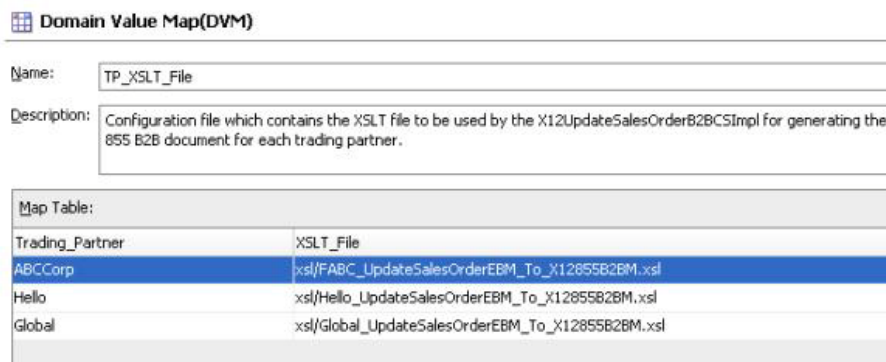 Domain Value Map(DVM)
Name: TP_XSLT_File
Description: Configuration file which contains the XSLT file to be used by the X12UpdateSalesOrderB2BCSImpl for generating the
855 B2B document for each trading partner.
Map Table:
Trading_Partner XSLT_File
ABCCorp xsl/FABC_UpdateSalesOrderEBM_To_X12855B2BM.xsl
Hello xsl/Hello_UpdateSalesOrderEBM_To_X12855B2BM.xsl
Global xsl/Global_UpdateSalesOrderEBM_To_X12855B2BM.xsl